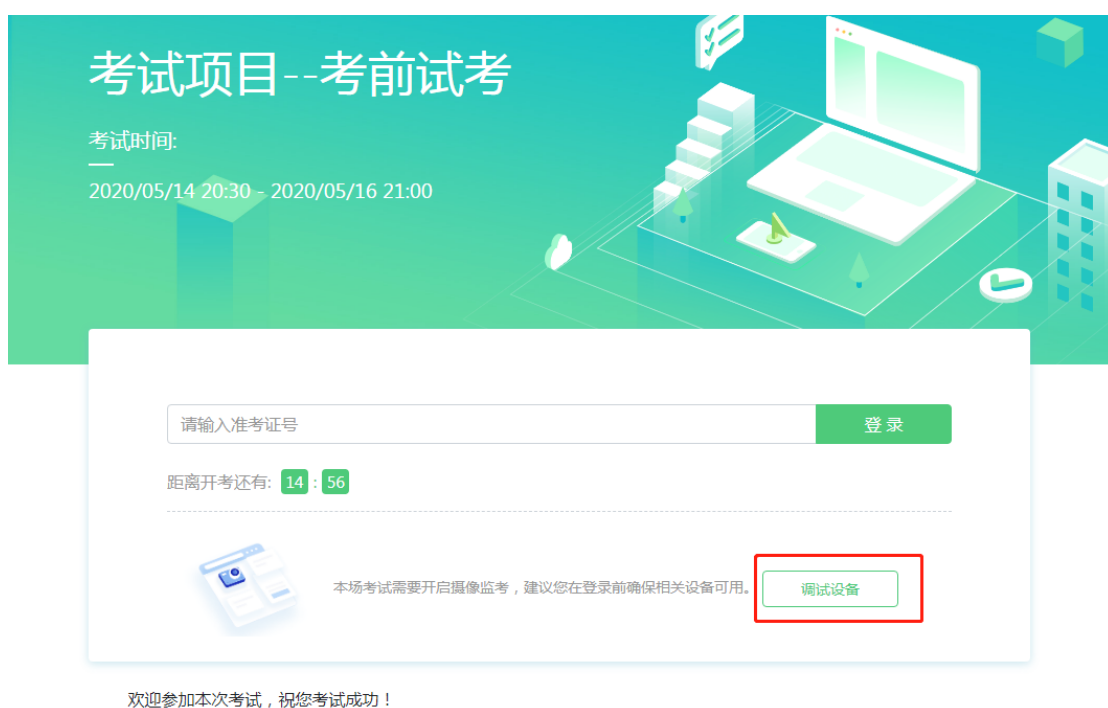 考试项目--考前试考
考试时间:
2020/05/14 20:30 - 2020/05/16 21:00
请输入准考证号
登 录
距离开考还有: 14 : 56
本场考试需要开启摄像监考，建议您在登录前确保相关设备可用。
调试设备
欢迎参加本次考试，祝您考试成功！